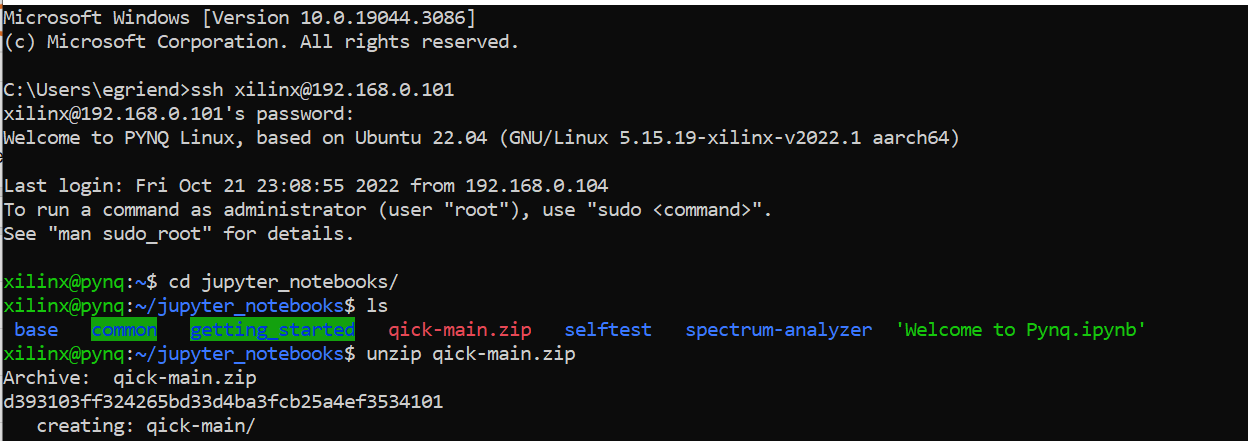 Microsoft Windows [Version 10.0.19044.3086]
(c) Microsoft Corporation. All rights reserved.
C:\Users\egriend>ssh xilinx@192.168.0.101
xilinx@192.168.0.101's password:
Welcome to PYNQ Linux, based on Ubuntu 22.04 (GNU/Linux 5.15.19-xilinx-v2022.1 aarch64)
Last login: Fri Oct 21 23:08:55 2022 from 192.168.0.104
To run a command as administrator (user "root"), use "sudo <command>".
See "man sudo_root" for details.
xilinx@pynq:~$ cd jupyter_notebooks/
xilinx@pynq:~/jupyter_notebooks$ ls
base common getting_started qick-main.zip selftest spectrum-analyzer 'Welcome to Pynq.ipynb'
xilinx@pynq:~/jupyter_notebooks$ unzip qick-main.zip
Archive: qick-main.zip
d393103ff324265bd33d4ba3fcb25a4ef3534101
creating: qick-main/